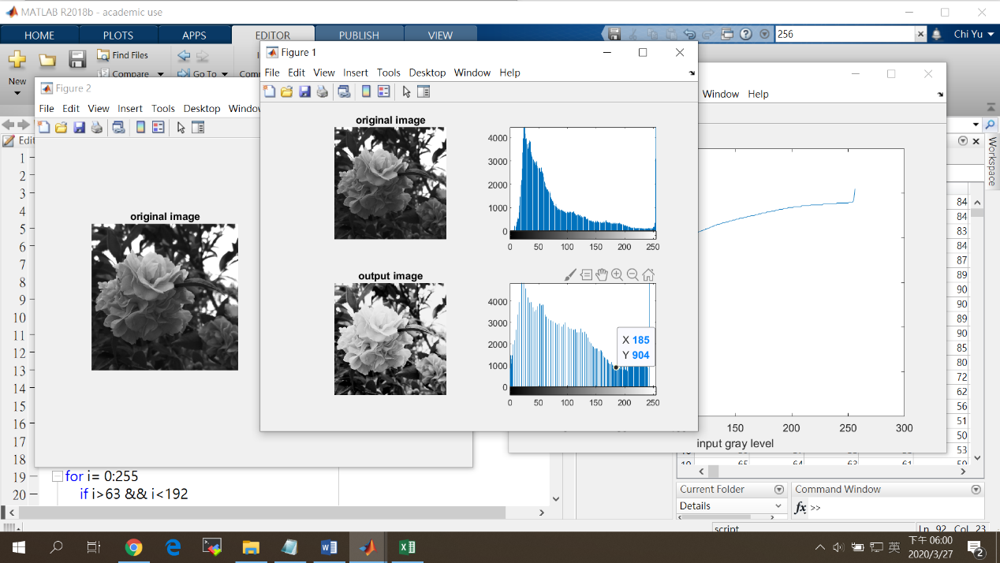 MATLAB R2018b - academic use
HOME PLOTS APPS EDITOR PUBLISH VIEW
256
Chi Yu
New
Find Files
Compare
Go To
Figure 2
File Edit View Insert Tools Desktop
original image
Figure 1
File Edit View Insert Tools Desktop Window Help
original image
4000
3000
2000
1000
0
0 50 100 150 200 250
output image
4000
3000
2000
1000
0
X 185
Y 904
0 50 100 150 200 250
Window Help
150 200 250 300
input gray level
Workspace
84
84
83
84
87
89
90
90
89
90
85
80
72
62
56
51
50
53
1
2
3
4
5
6
7
8
9
10
11
12
13
14
15
16
17
18
19 for i= 0:255
20 if i>63 && i<192
Current Folder
Details
Command Window
fx >>
script
Ln 92 Col 23
英
下午 06:00
2020/3/27
2